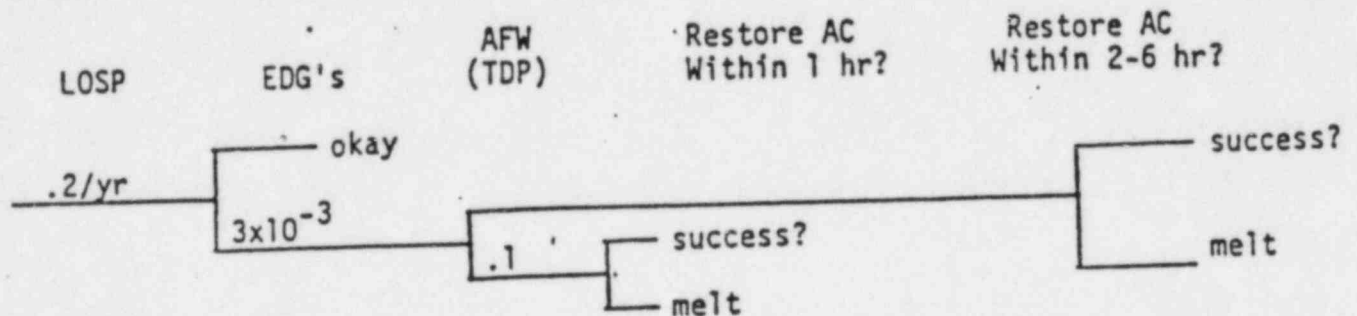 LOSP
EDG's
AFW
(TDP)
Restore AC
Within 1 hr?
Restore AC
Within 2-6 hr?
okay
success?
.2/yr
3x10⁻³
success?
.1
melt
melt